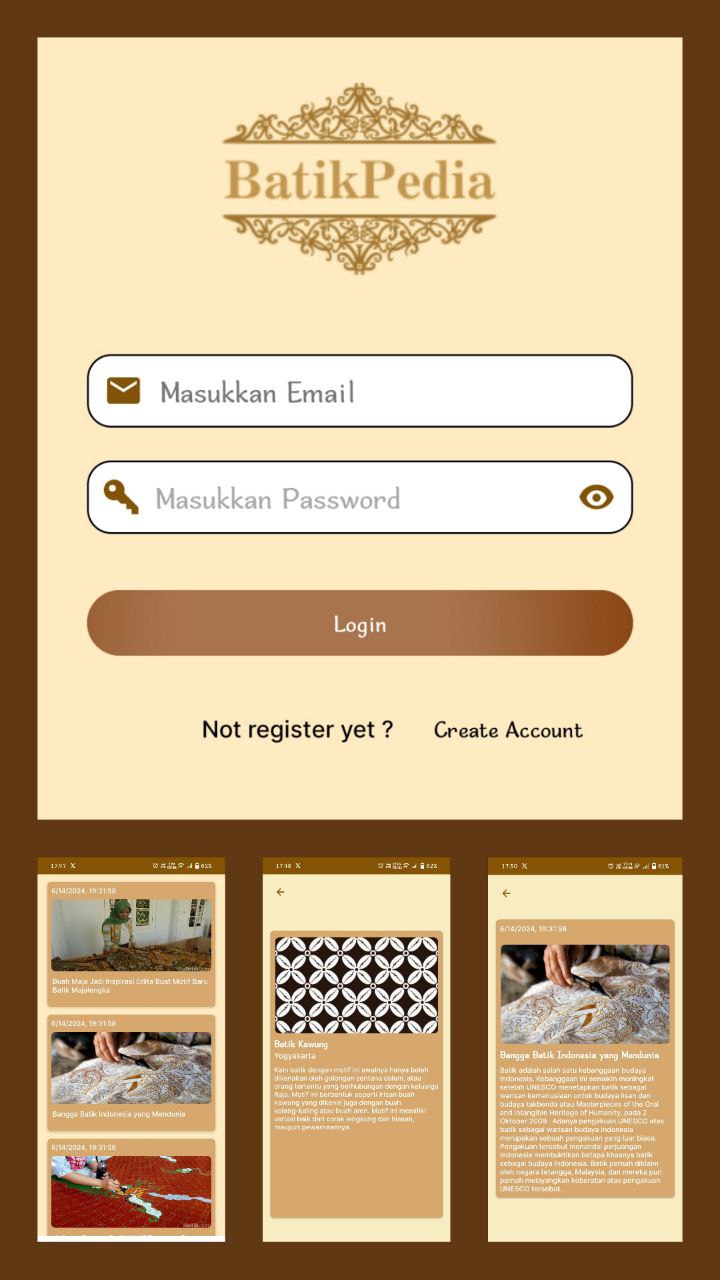 BatikPedia
Masukkan Email
Masukkan Password
Login
Not register yet ? Create Account
17:47
62%
6/14/2024, 19:31:58
detikcom
Buah Maja Jadi Inspirasi Erlita Buat Motif Baru
Batik Majalengka
6/14/2024, 19:31:58
Bangga Batik Indonesia yang Mendunia
6/14/2024, 19:31:58
detikcom
17:48
62%
Batik Kawung
Yogyakarta
Kain batik dengan motif ini awalnya hanya boleh
dikenakan oleh golongan sentana dalem, atau
orang tertentu yang berhubungan dengan keluarga
Raja. Motif ini berbentuk seperti irisan buah
kawung yang dikenal juga dengan buah
kolang-kaling atau buah aren. Motif ini memiliki
variasi baik dari corak lengkung dan hiasan,
maupun pewarnaannya.
17:50
61%
6/14/2024, 19:31:58
Bangga Batik Indonesia yang Mendunia
Batik adalah salah satu kebanggaan budaya
Indonesia. Kebanggaan ini semakin meningkat
setelah UNESCO menetapkan batik sebagai
warisan kemanusiaan untuk budaya lisan dan
budaya takbenda atau Masterpieces of the Oral
and Intangible Heritage of Humanity, pada 2
Oktober 2009. Adanya pengakuan UNESCO atas
batik sebagai warisan budaya Indonesia
merupakan sebuah pengakuan yang luar biasa.
Pengakuan tersebut menandai perjuangan
Indonesia membuktikan betapa khasnya batik
sebagai budaya Indonesia. Batik pernah diklaim
oleh negara tetangga, Malaysia, dan mereka pun
pernah melayangkan keberatan atas pengakuan
UNESCO tersebut.